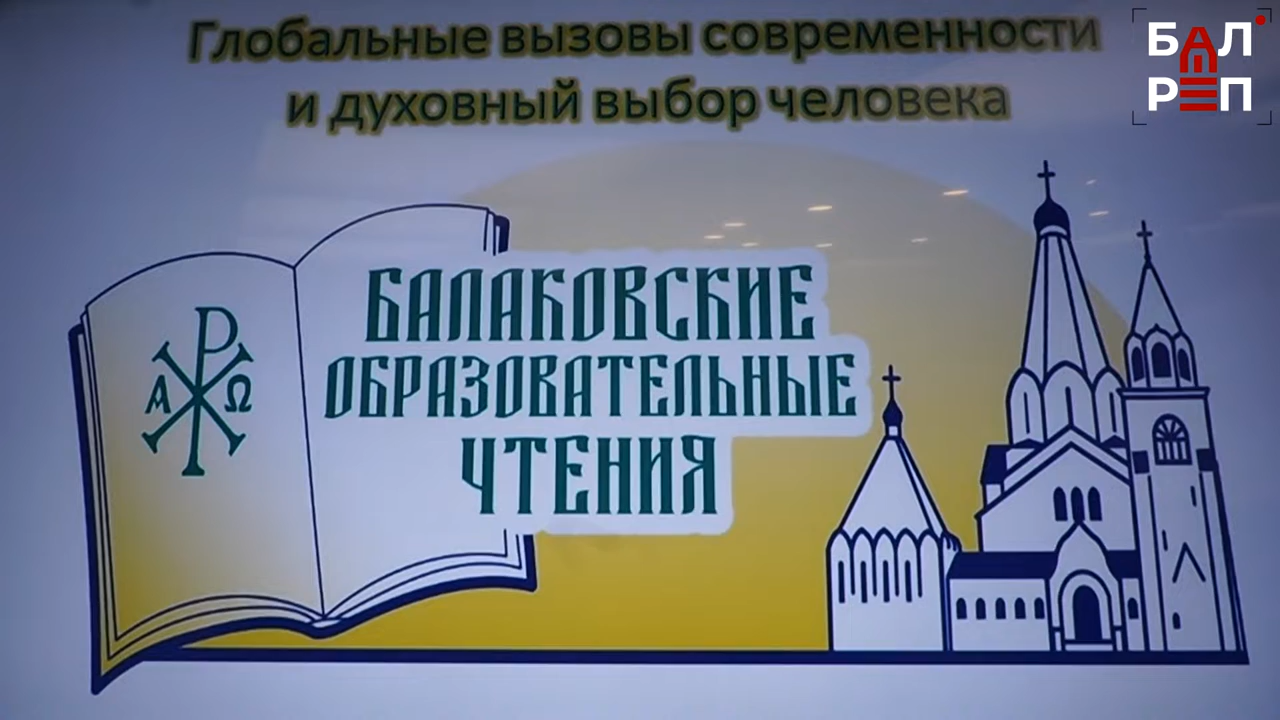 Глобальные вызовы современности
и духовный выбор человека
БАЛ
РЕП
БАЛАКОВСКИЕ
ОБРАЗОВАТЕЛЬНЫЕ
ЧТЕНИЯ
Α Ρ Ω